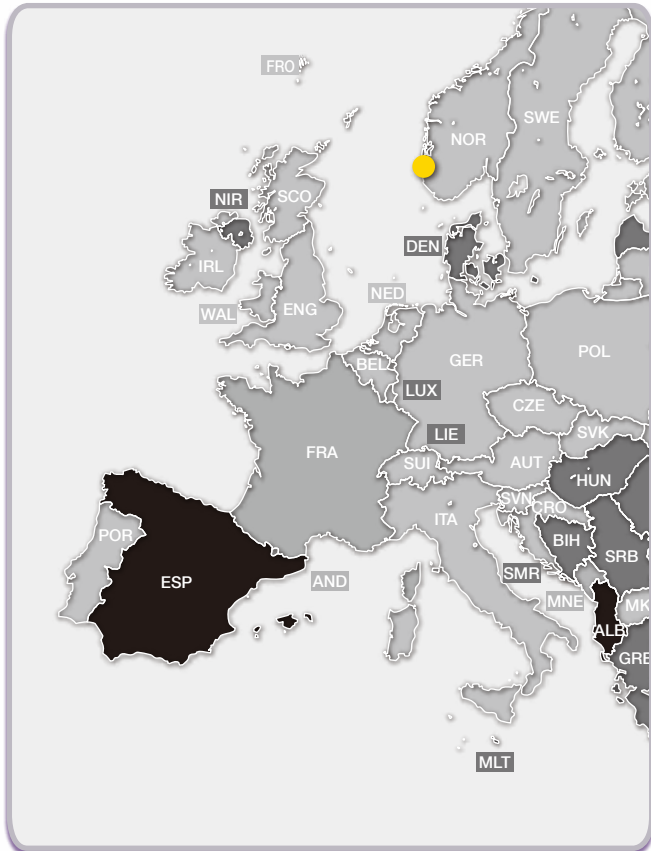 FRO
NOR
SWE
NIR
SCO
DEN
IRL
NED
WAL
ENG
BEL
GER
POL
LUX
CZE
LIE
SVK
FRA
SUI
AUT
HUN
SVN
CRO
ITA
POR
BIH
SRB
ESP
AND
SMR
MNE
MK
ALB
GRE
MLT